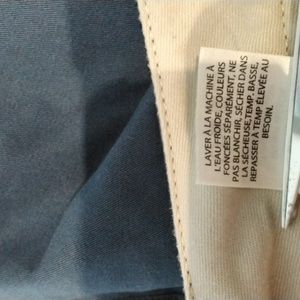 LAVER À LA MACHINE À
L'EAU FROIDE, COULEURS
FONCÉES SÉPARÉMENT, NE
PAS BLANCHIR, SÉCHER DANS
LA SÉCHEUSE,TEMP. BASSE,
REPASSER À TEMP ÉLEVÉE AU
BESOIN.